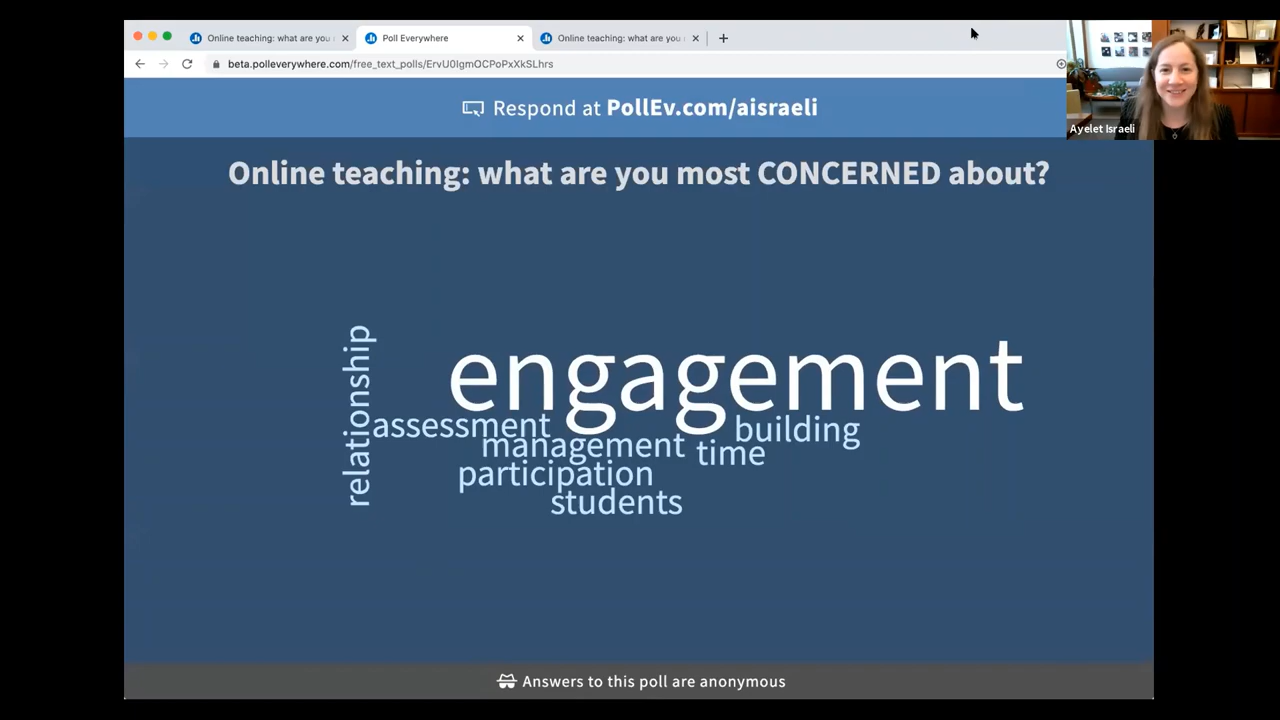 Online teaching: what are you
Poll Everywhere
Online teaching: what are you
beta.polleverywhere.com/free_text_polls/ErvU0IgmOCPoPxXkSLhrs
Ayelet Israeli
Respond at PollEv.com/aisraeli
Online teaching: what are you most CONCERNED about?
relationship
engagement
assessment
building
management
time
participation
students
Answers to this poll are anonymous